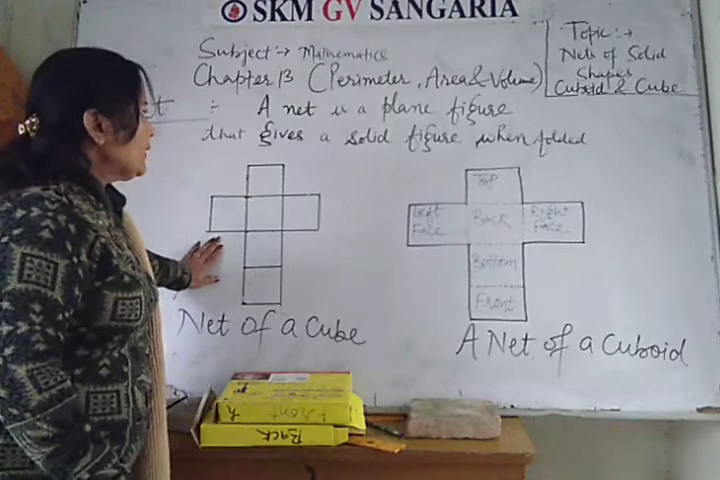 SKM GV SANGARIA
Subject:→ Mathematics
Chapter 13 (Perimeter, Area & Volume)
Topic:→
Nets of Solid
Shapes
Cuboid & Cube
t :- A net is a plane figure
that gives a solid figure when folded
Top
Left
Face
Back
Right
Face
Bottom
Front
Net of a Cube
A Net of a Cuboid
Front
Back